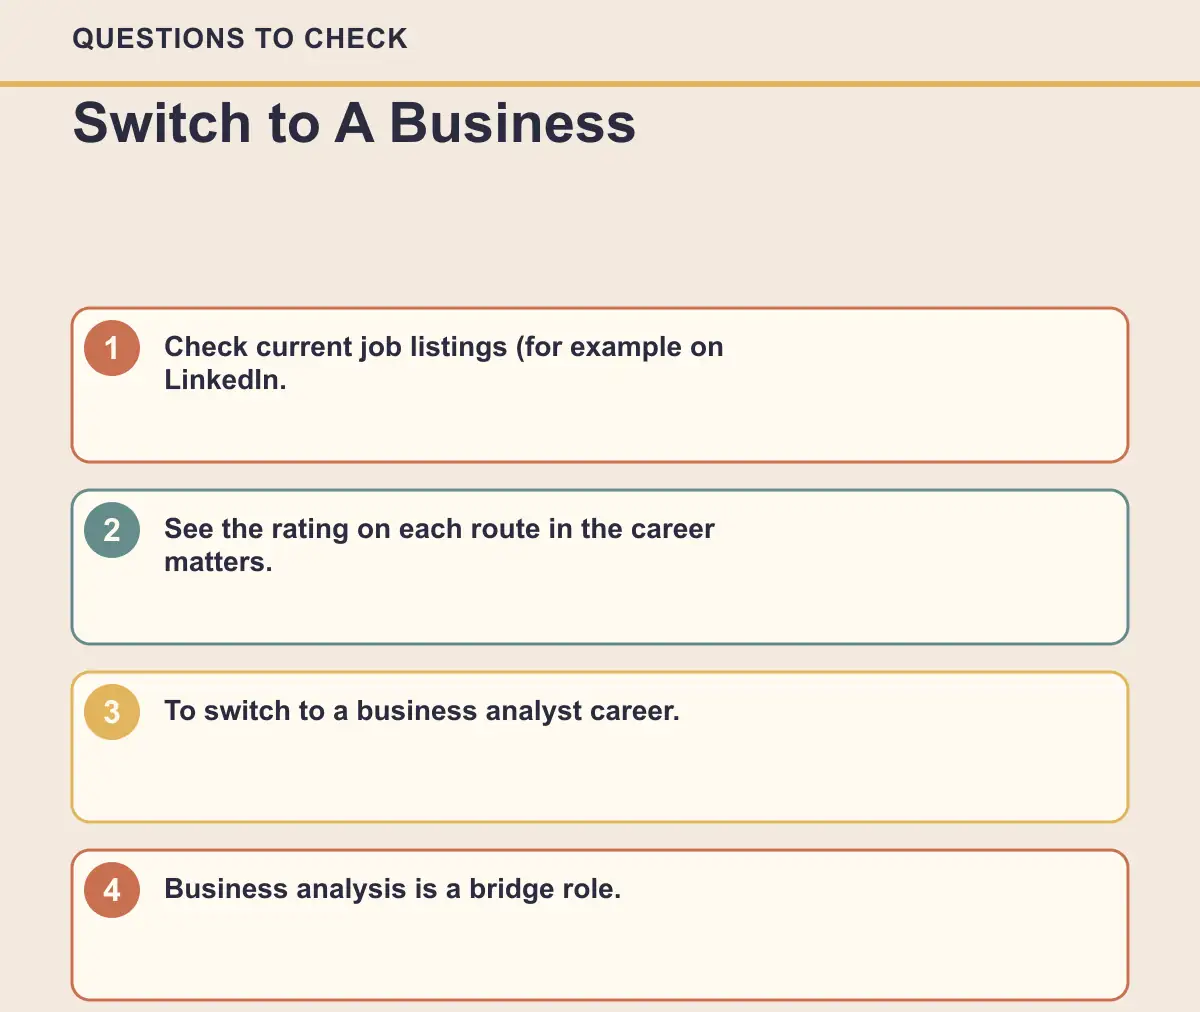 QUESTIONS TO CHECK
Switch to A Business
1
Check current job listings (for example on
LinkedIn.
2
See the rating on each route in the career
matters.
3
To switch to a business analyst career.
4
Business analysis is a bridge role.